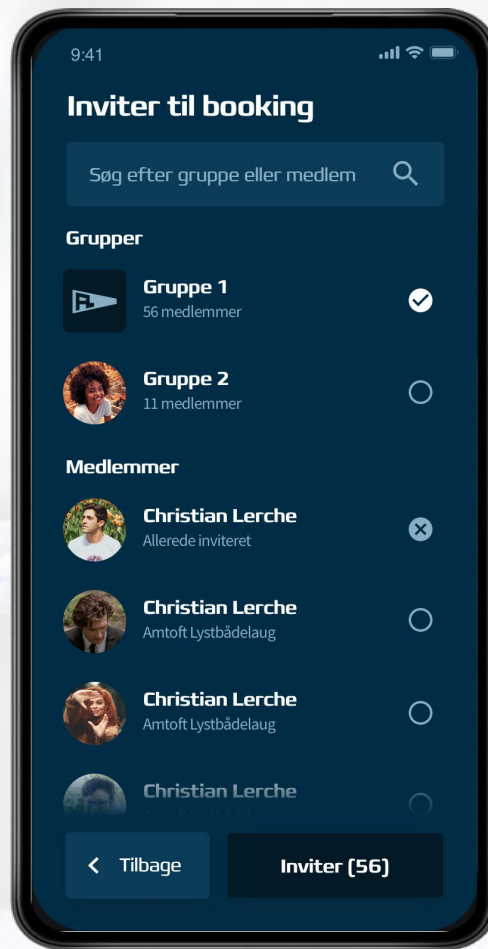 9:41
Inviter til booking
Søg efter gruppe eller medlem
Grupper
Gruppe 1
56 medlemmer
Gruppe 2
11 medlemmer
Medlemmer
Christian Lerche
Allerede inviteret
Christian Lerche
Amtoft Lystbådelaug
Christian Lerche
Amtoft Lystbådelaug
Christian Lerche
Tilbage
Inviter (56)